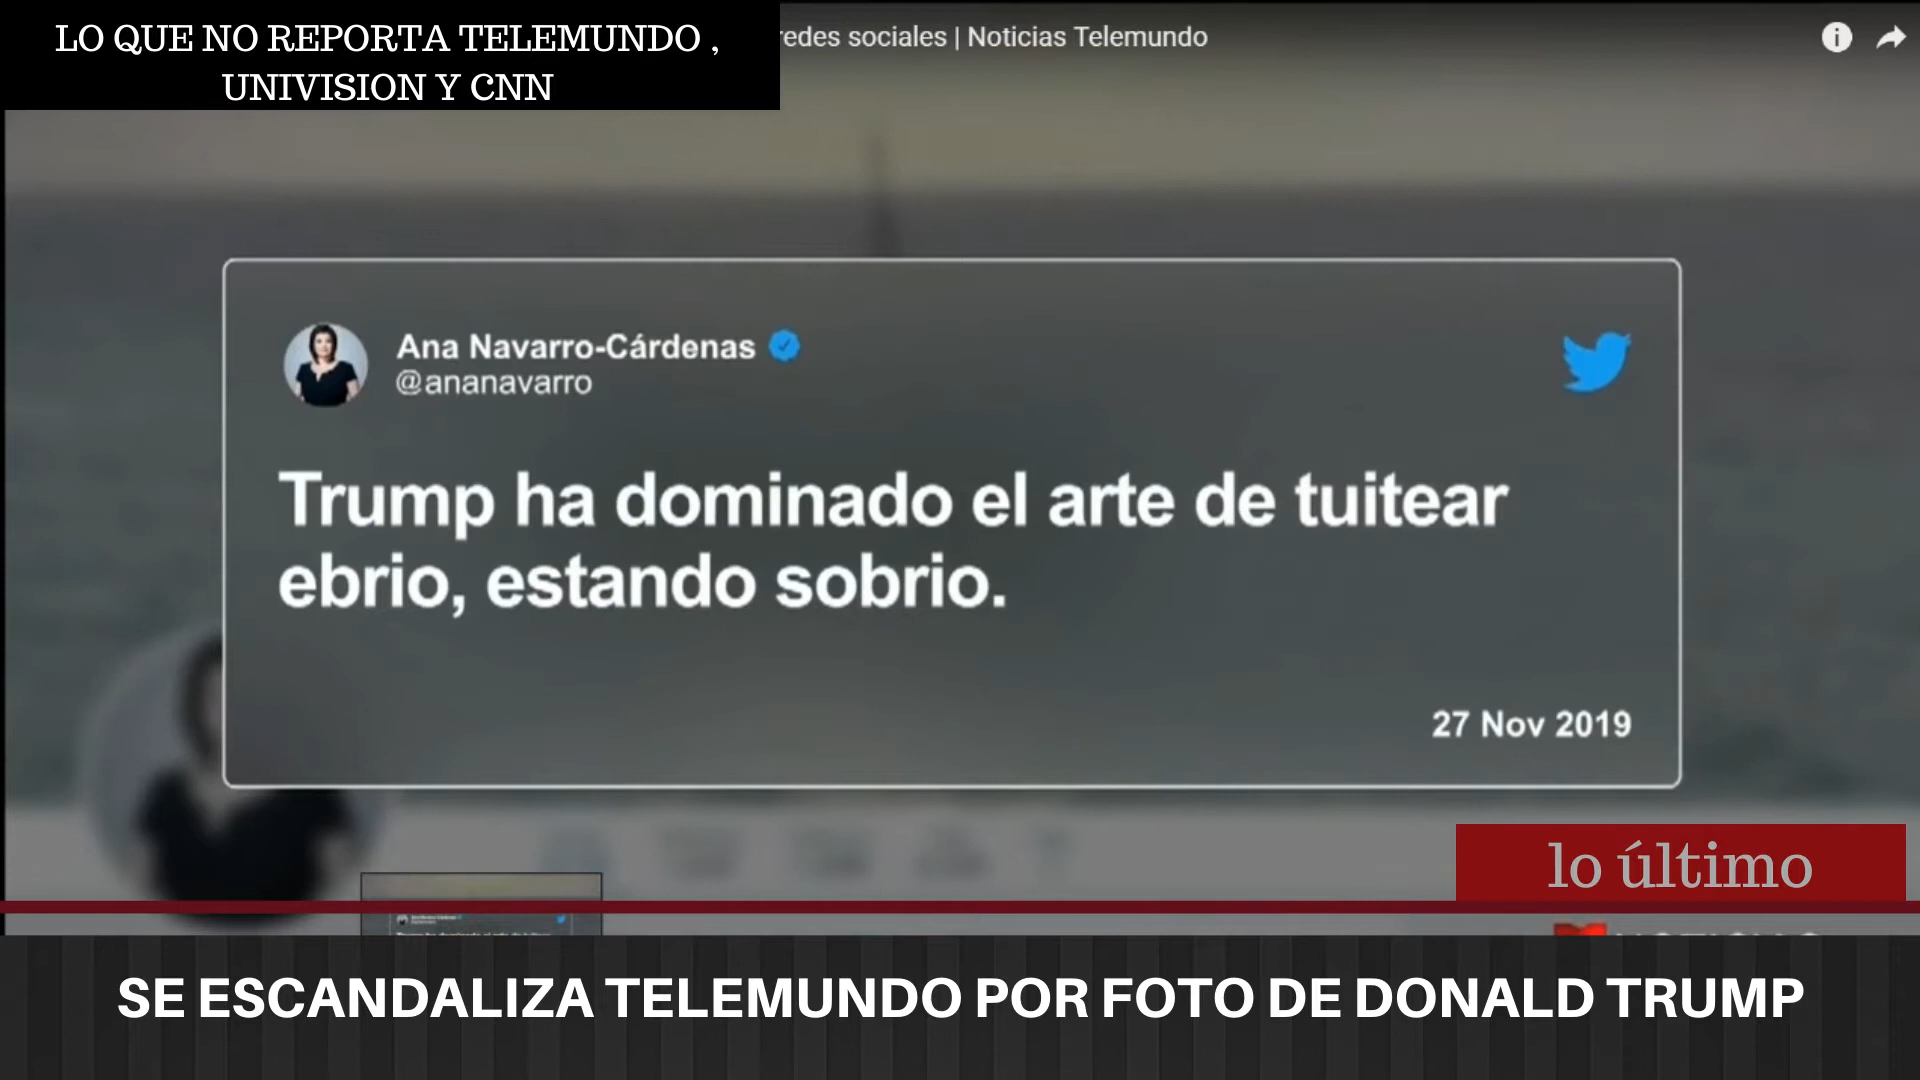 LO QUE NO REPORTA TELEMUNDO ,
UNIVISION Y CNN
redes sociales | Noticias Telemundo
Ana Navarro-Cárdenas
@ananavarro
Trump ha dominado el arte de tuitear
ebrio, estando sobrio.
27 Nov 2019
lo último
SE ESCANDALIZA TELEMUNDO POR FOTO DE DONALD TRUMP